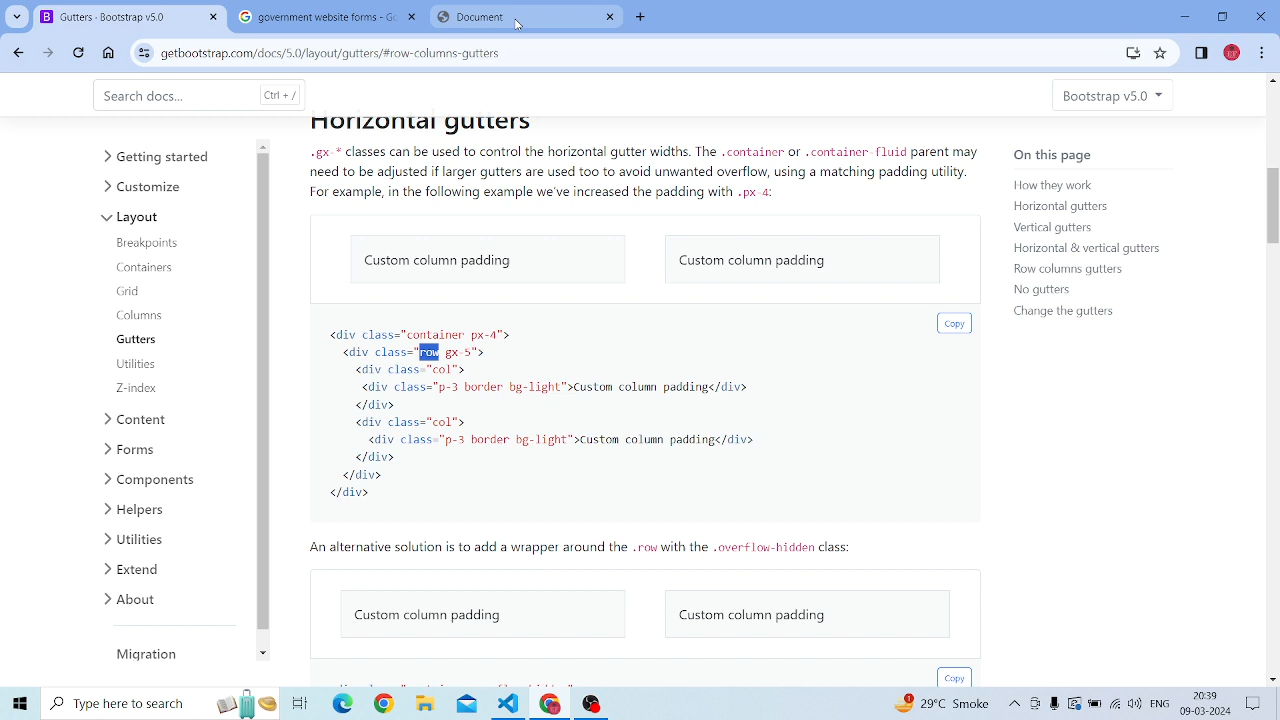 Gutters · Bootstrap v5.0
government website forms - Go
Document
getbootstrap.com/docs/5.0/layout/gutters/#row-columns-gutters
Search docs...
Ctrl + /
Bootstrap v5.0
Getting started
Customize
Layout
Breakpoints
Containers
Grid
Columns
Gutters
Utilities
Z-index
Content
Forms
Components
Helpers
Utilities
Extend
About
Migration
Horizontal gutters
.gx-* classes can be used to control the horizontal gutter widths. The .container or .container-fluid parent may
need to be adjusted if larger gutters are used too to avoid unwanted overflow, using a matching padding utility.
For example, in the following example we've increased the padding with .px-4:
Custom column padding
Custom column padding
Copy
<div class="container px-4">
<div class="row gx-5">
<div class="col">
<div class="p-3 border bg-light">Custom column padding</div>
</div>
<div class="col">
<div class="p-3 border bg-light">Custom column padding</div>
</div>
</div>
</div>
An alternative solution is to add a wrapper around the .row with the .overflow-hidden class:
Custom column padding
Custom column padding
Copy
On this page
How they work
Horizontal gutters
Vertical gutters
Horizontal & vertical gutters
Row columns gutters
No gutters
Change the gutters
Type here to search
29°C Smoke
ENG
20:39
09-03-2024